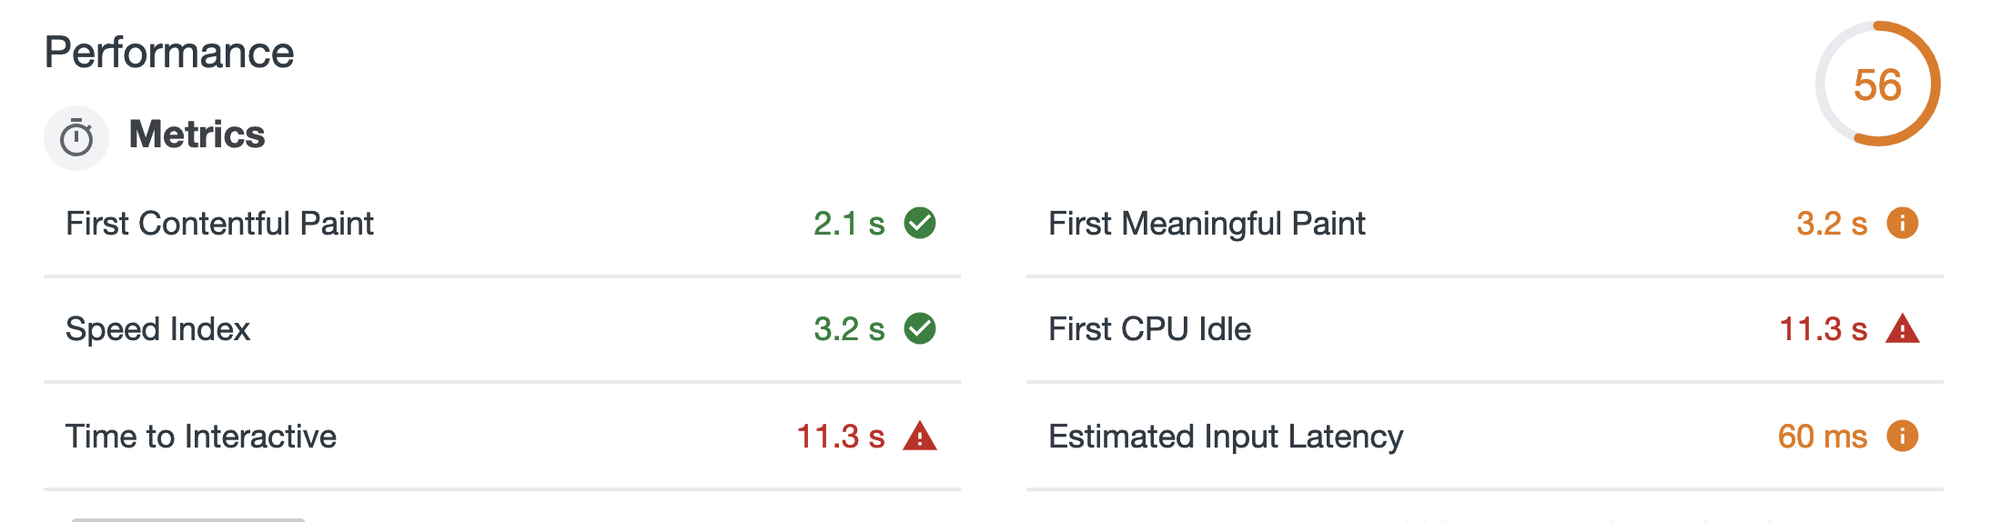 Performance
56
Metrics
First Contentful Paint 2.1 s
First Meaningful Paint 3.2 s
Speed Index 3.2 s
First CPU Idle 11.3 s
Time to Interactive 11.3 s
Estimated Input Latency 60 ms